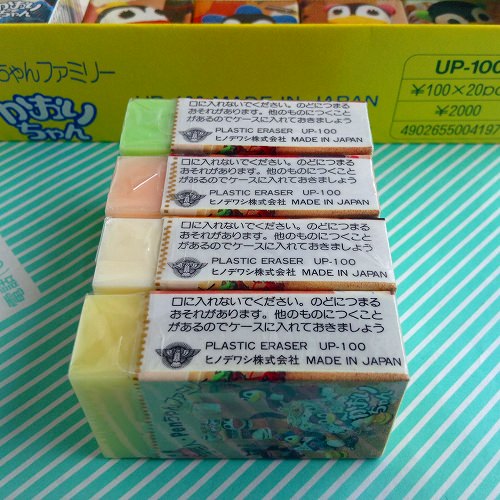 ちゃんファミリー
かおり
ちゃん
MADE IN JAPAN
UP-100
¥100×20pc
¥2000
4902655004192
口に入れないでください。のどにつまる
おそれがあります。他のものにつくこと
があるのでケースに入れておきましょう
PLASTIC ERASER UP-100
ヒノデワシ株式会社 MADE IN JAPAN
口に入れないでください。のどにつまる
おそれがあります。他のものにつくこと
があるのでケースに入れておきましょう
PLASTIC ERASER UP-100
ヒノデワシ株式会社 MADE IN JAPAN
口に入れないでください。のどにつまる
おそれがあります。他のものにつくこと
があるのでケースに入れておきましょう
PLASTIC ERASER UP-100
ヒノデワシ株式会社 MADE IN JAPAN
口に入れないでください。のどにつまる
おそれがあります。他のものにつくこと
があるのでケースに入れておきましょう
PLASTIC ERASER UP-100
ヒノデワシ株式会社 MADE IN JAPAN
かおり
ちゃん